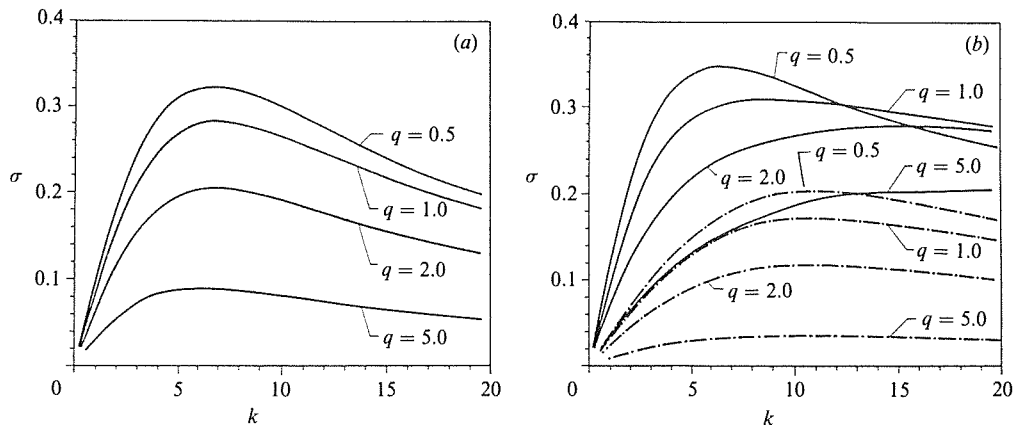 0.4
(a)
0.3
q = 0.5
σ 0.2
q = 1.0
q = 2.0
0.1
q = 5.0
0 5 10 15 20
k
0.4
(b)
q = 0.5
0.3
q = 1.0
q = 0.5
σ 0.2
q = 2.0
q = 5.0
q = 1.0
0.1
q = 2.0
q = 5.0
0 5 10 15 20
k